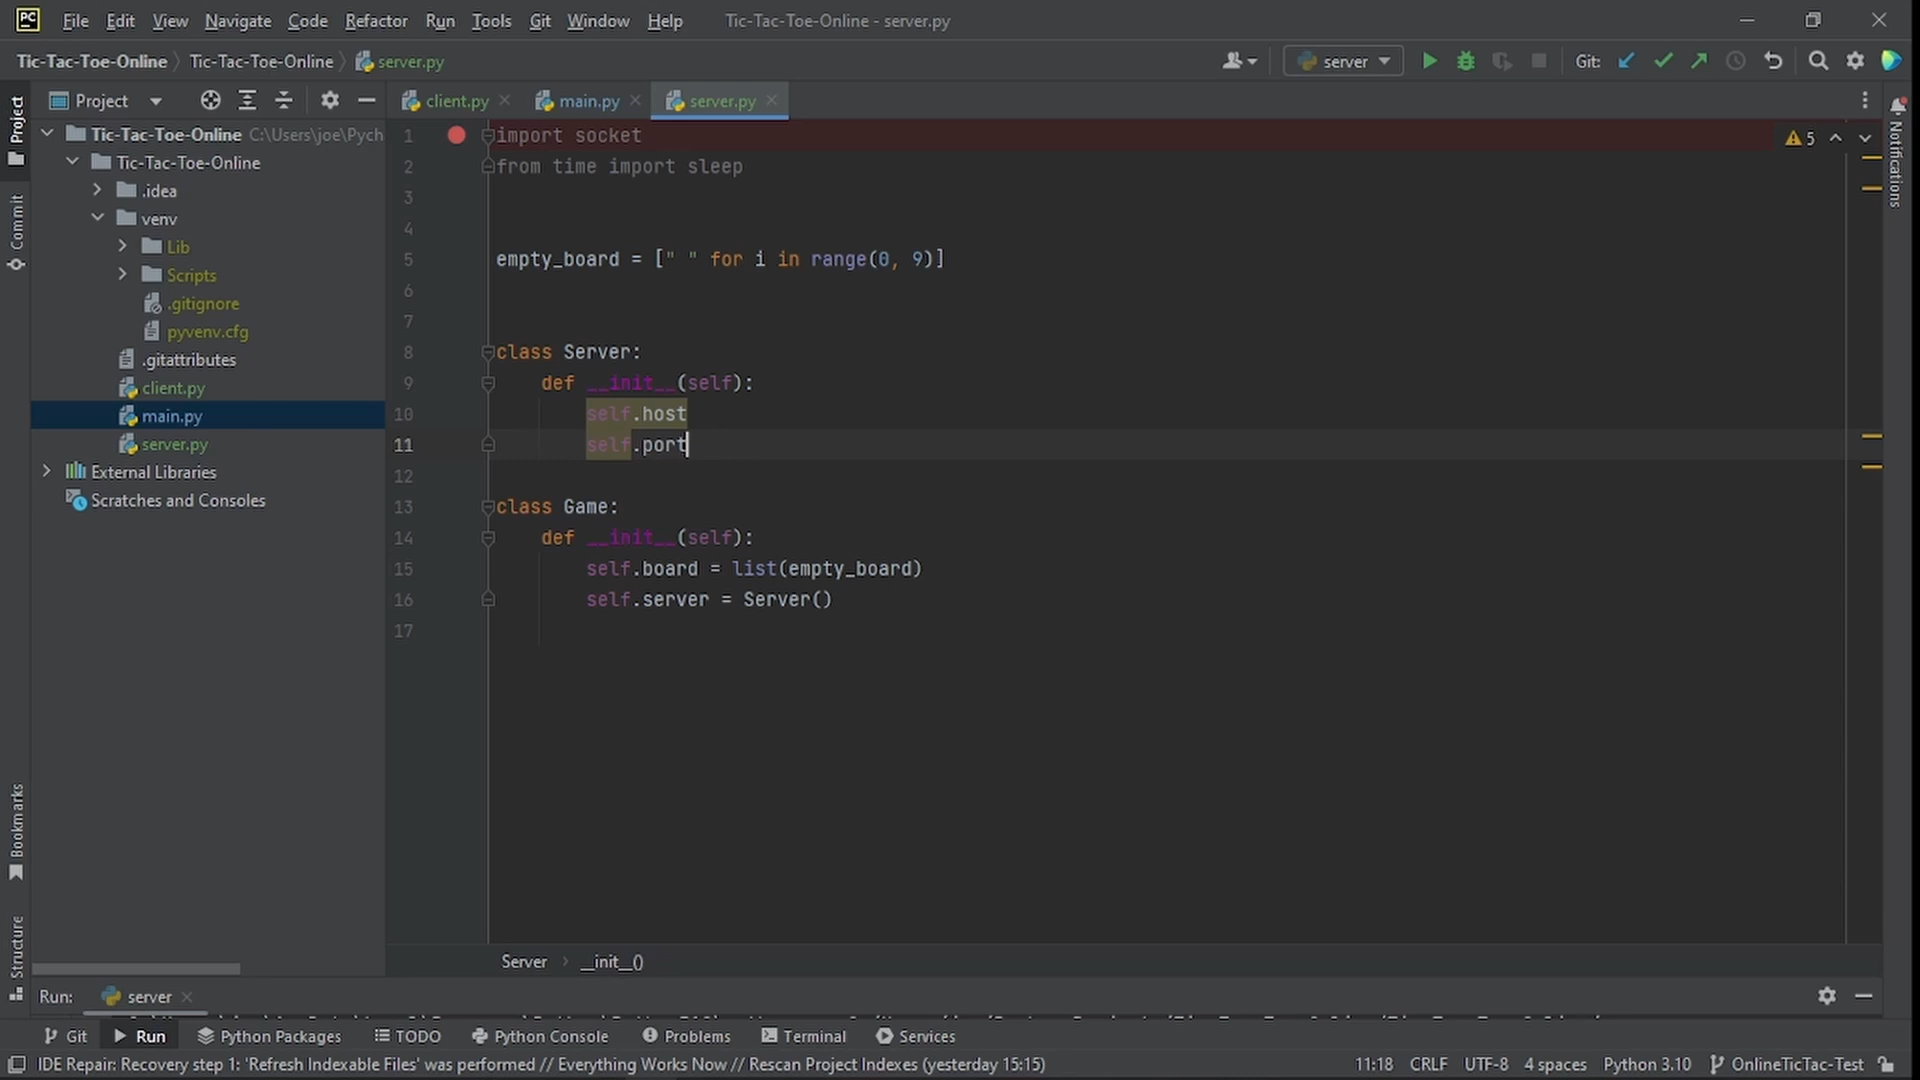 PC File Edit View Navigate Code Refactor Run Tools Git Window Help Tic-Tac-Toe-Online - server.py
Tic-Tac-Toe-Online Tic-Tac-Toe-Online server.py server Git:
Project client.py main.py server.py
Project
Commit
Bookmarks
Structure
Notifications
Tic-Tac-Toe-Online C:\Users\joe\Pych
Tic-Tac-Toe-Online
.idea
venv
Lib
Scripts
.gitignore
pyvenv.cfg
.gitattributes
client.py
main.py
server.py
External Libraries
Scratches and Consoles
5
1 import socket
2 from time import sleep
3
4
5 empty_board = [" " for i in range(0, 9)]
6
7
8 class Server:
9 def __init__(self):
10 self.host
11 self.port
12
13 class Game:
14 def __init__(self):
15 self.board = list(empty_board)
16 self.server = Server()
17
Server __init__()
Run: server
Git Run Python Packages TODO Python Console Problems Terminal Services
IDE Repair: Recovery step 1: 'Refresh Indexable Files' was performed // Everything Works Now // Rescan Project Indexes (yesterday 15:15) 11:18 CRLF UTF-8 4 spaces Python 3.10 OnlineTicTac-Test